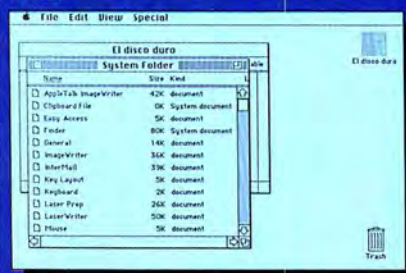 File Edit View Special
El disco duro
System Folder
able
Name Size Kind L
AppleTalk ImageWriter 42K document
Clipboard File 0K System document
Easy Access 5K document
Finder 80K System document
General 14K document
ImageWriter 36K document
InterMail 39K document
Key Layout 5K document
Keyboard 2K document
Laser Prep 26K document
LaserWriter 50K document
Mouse 5K document
El disco duro
Trash